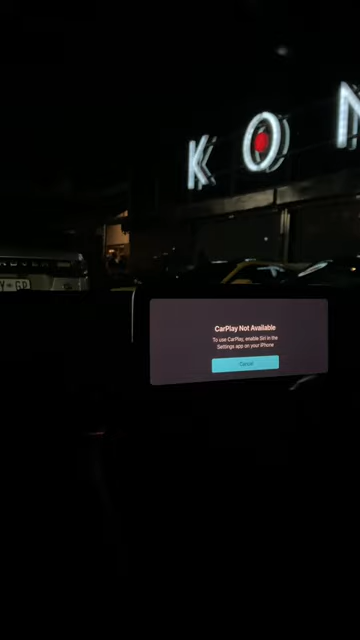 KON
CarPlay Not Available
To use CarPlay, enable Siri in the
Settings app on your iPhone
Cancel